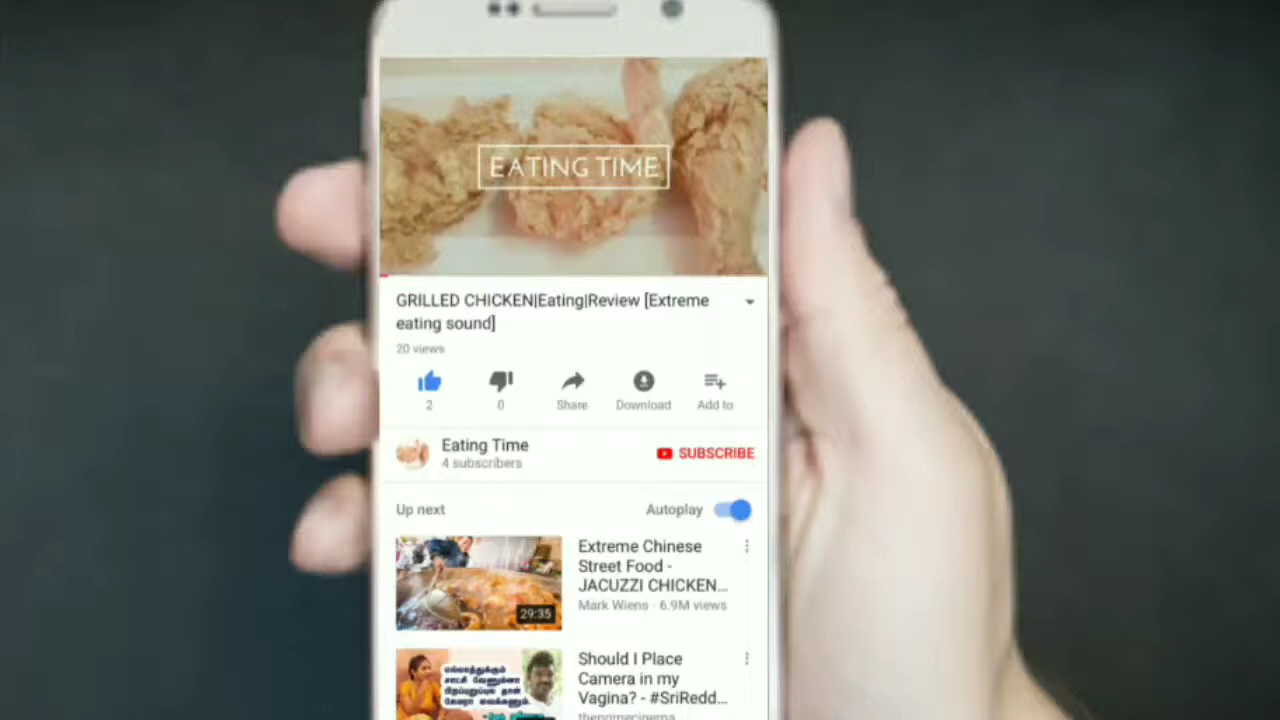 EATING TIME
GRILLED CHICKEN|Eating|Review [Extreme
eating sound]
20 views
2
0
Share
Download
Add to
Eating Time
4 subscribers
SUBSCRIBE
Up next
Autoplay
Extreme Chinese
Street Food -
JACUZZI CHICKEN...
Mark Wiens · 6.9M views
29:35
Should I Place
Camera in my
Vagina? - #SriRedd...
thenimecinema
எல்லாத்துக்கும்
சாட்சி வேணும்னா